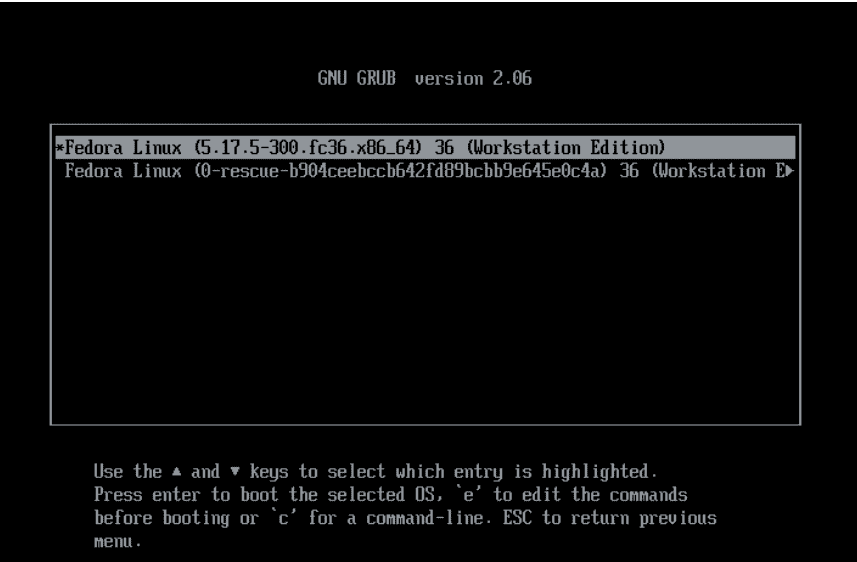 GNU GRUB  version 2.06
*Fedora Linux (5.17.5-300.fc36.x86_64) 36 (Workstation Edition)
Fedora Linux (0-rescue-b904ceebccb642fd89bcbb9e645e0c4a) 36 (Workstation E▶
Use the ▲ and ▼ keys to select which entry is highlighted.
Press enter to boot the selected OS, `e' to edit the commands
before booting or `c' for a command-line. ESC to return previous
menu.